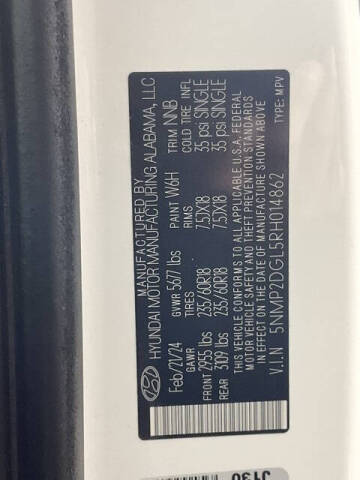 MANUFACTURED BY
HYUNDAI MOTOR MANUFACTURING ALABAMA, LLC
Feb/21/24 GVWR 5677 lbs PAINT W6H TRIM NNB
TIRES RIMS COLD TIRE INFL
FRONT 2955 lbs 235/60R18 7.5JX18 35 psi SINGLE
REAR 3109 lbs 235/60R18 7.5JX18 35 psi SINGLE
THIS VEHICLE CONFORMS TO ALL APPLICABLE U.S.A. FEDERAL
MOTOR VEHICLE SAFETY AND THEFT PREVENTION STANDARDS
IN EFFECT ON THE DATE OF MANUFACTURE SHOWN ABOVE
V.I.N 5NMP2DGL5RH014862 TYPE: MPV